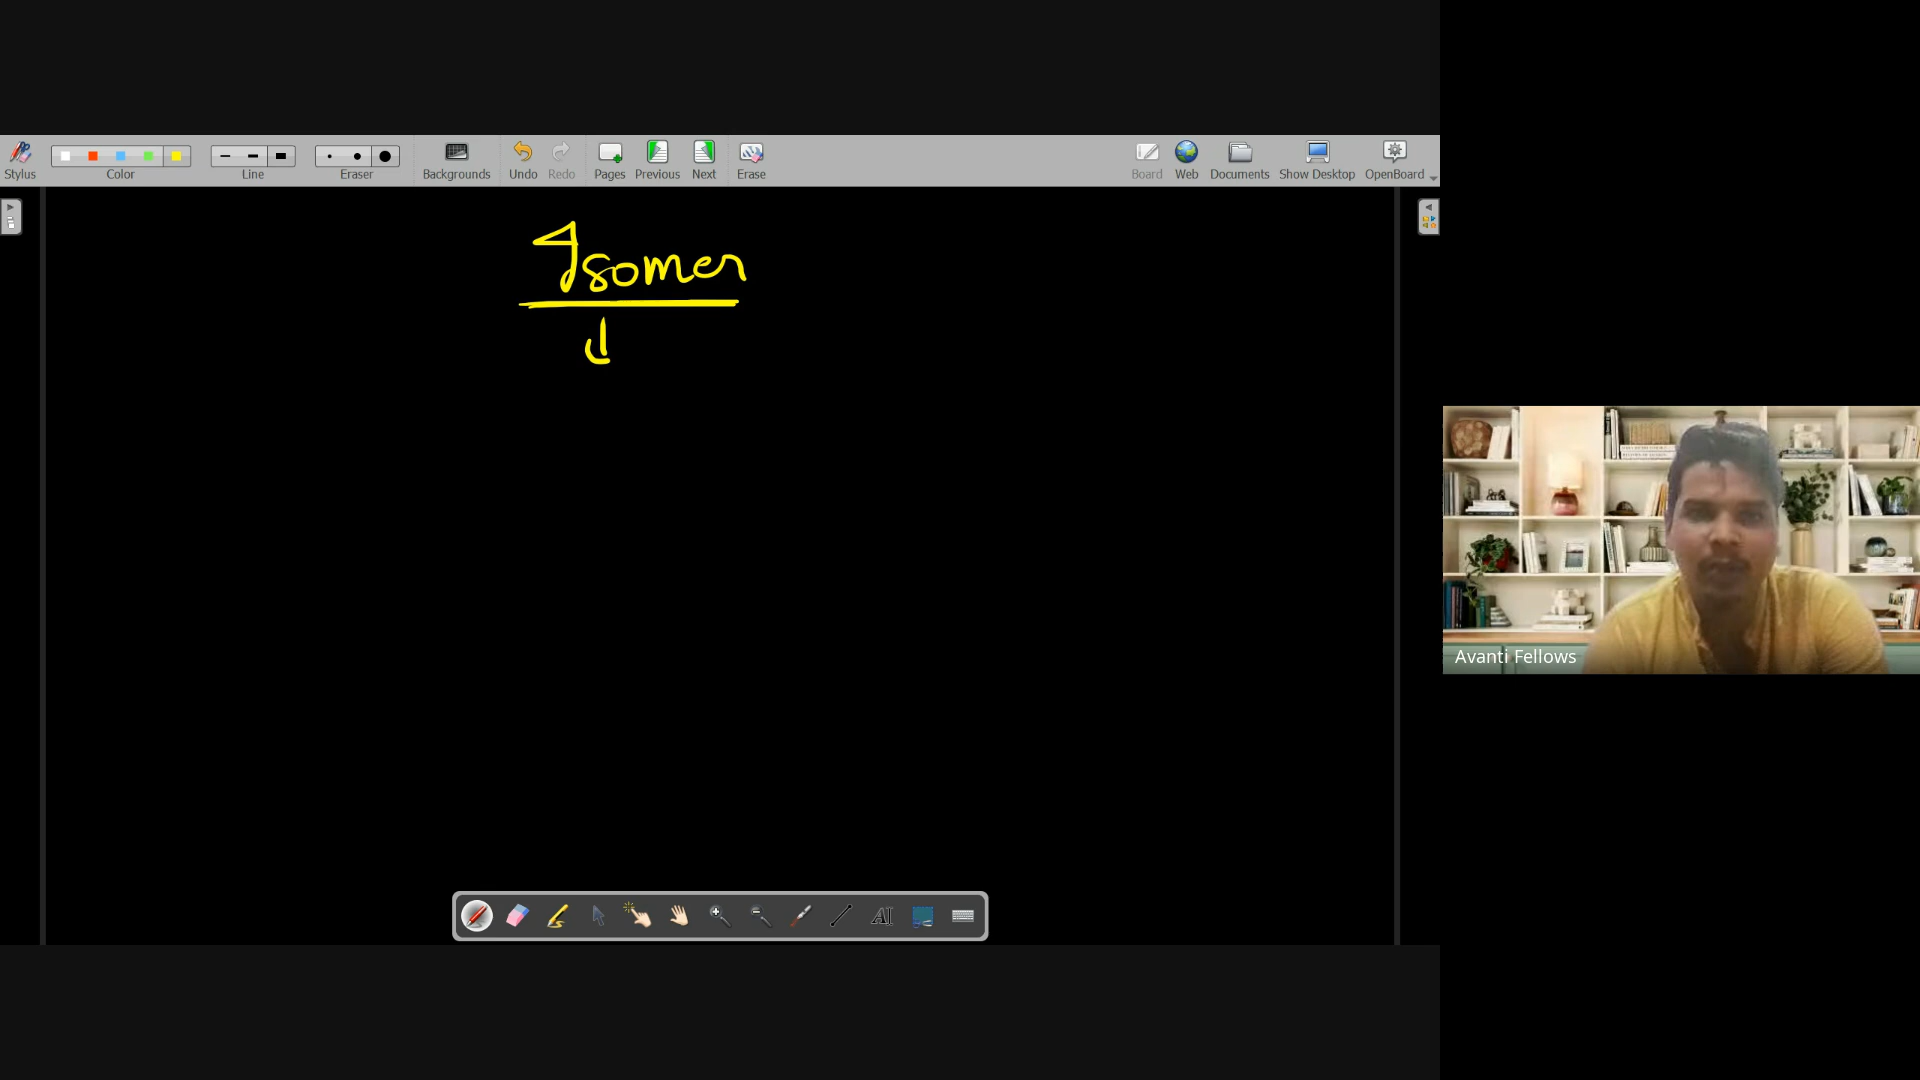 Stylus
Color
Line
Eraser
Backgrounds
Undo
Redo
Pages
Previous
Next
Erase
Board
Web
Documents
Show Desktop
OpenBoard
Isomer
AI
Avanti Fellows